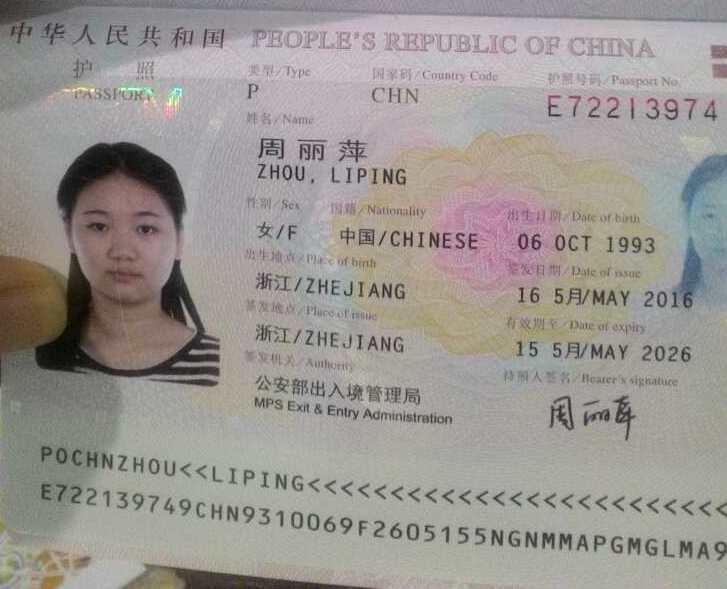 中华人民共和国 PEOPLE'S REPUBLIC OF CHINA
护 照
PASSPORT
类型/Type 国家码/Country Code 护照号码/Passport No.
P CHN E72213974
姓名/Name
周丽萍
ZHOU, LIPING
性别/Sex 国籍/Nationality 出生日期/Date of birth
女/F 中国/CHINESE 06 OCT 1993
出生地点/Place of birth 签发日期/Date of issue
浙江/ZHEJIANG 16 5月/MAY 2016
签发地点/Place of issue 有效期至/Date of expiry
浙江/ZHEJIANG 15 5月/MAY 2026
签发机关/Authority 持照人签名/Bearer's signature
公安部出入境管理局 周丽萍
MPS Exit & Entry Administration
POCHNZHOU<<LIPING<<<<<<<<<<<<<<<<<<<<<<<<<<<
E722139749CHN9310069F2605155NGNMMAPGMGLMA9